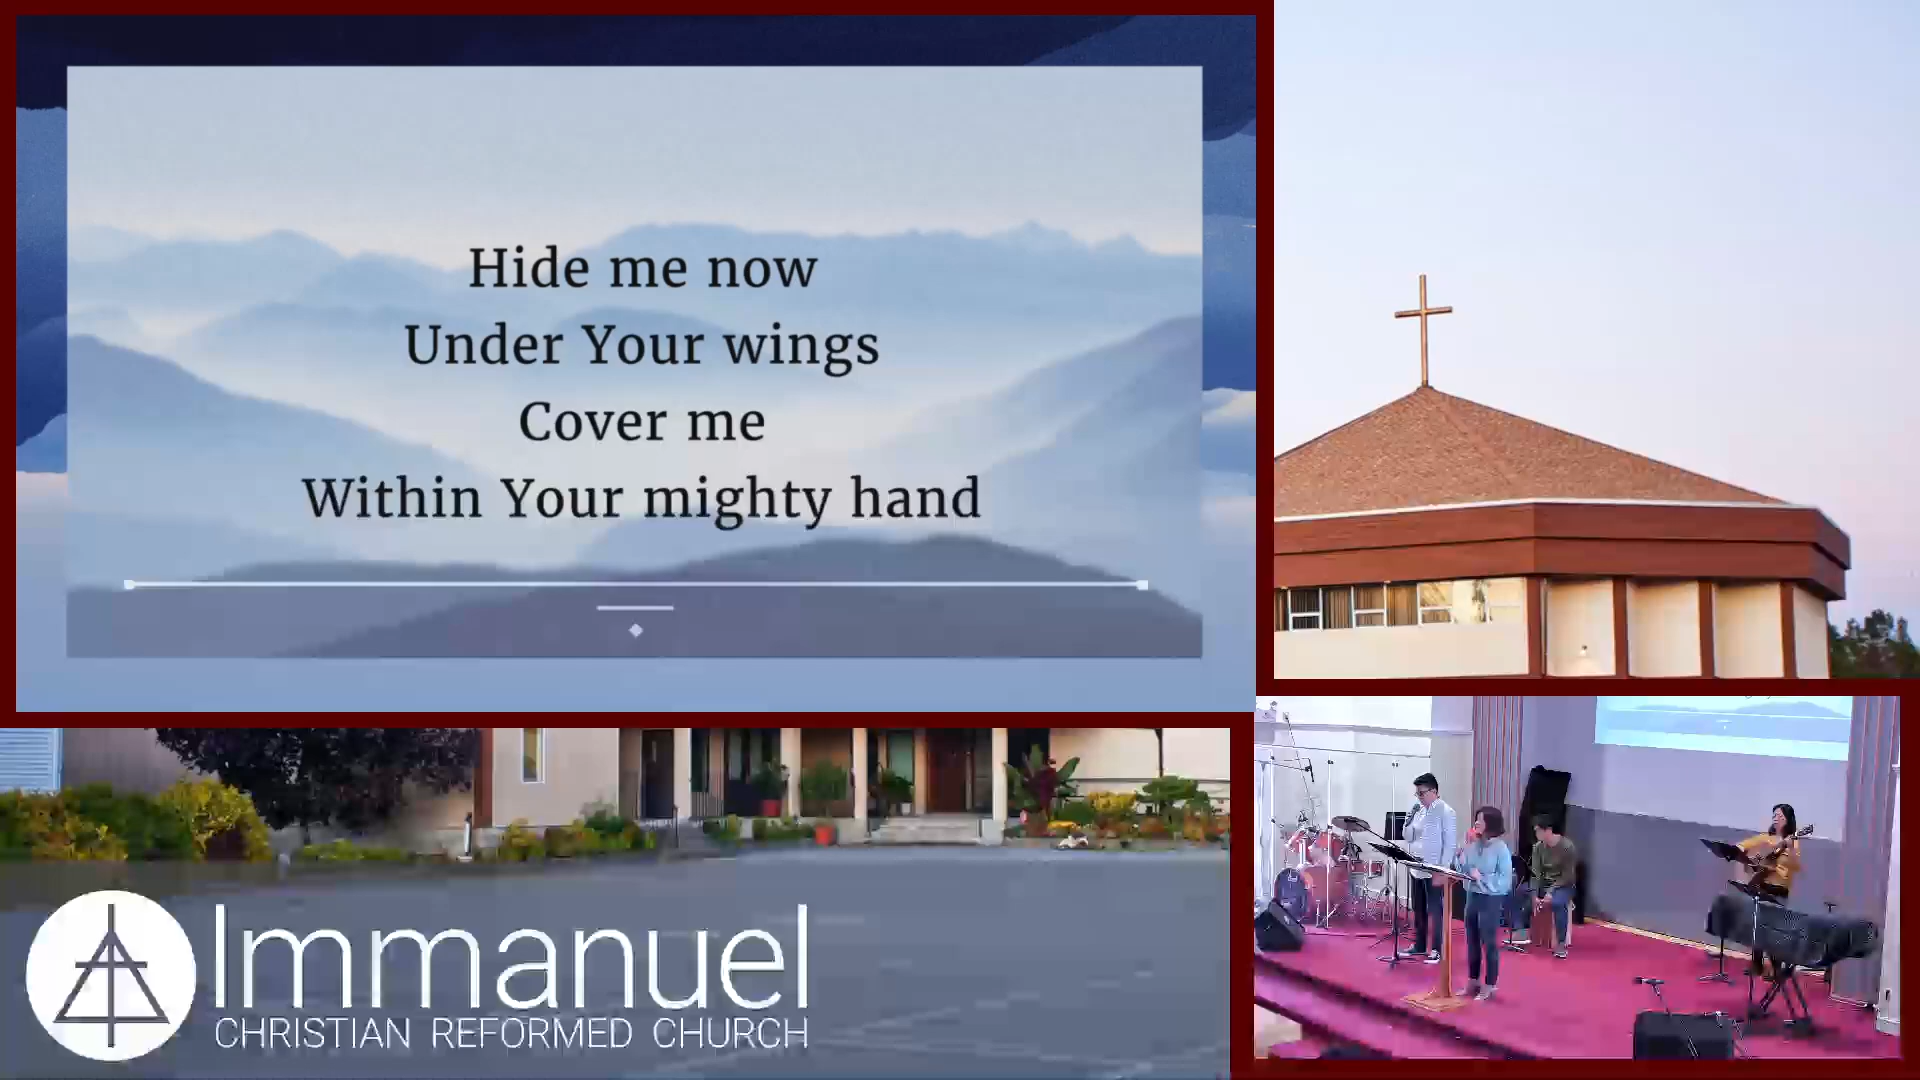 Hide me now
Under Your wings
Cover me
Within Your mighty hand
Immanuel
CHRISTIAN REFORMED CHURCH